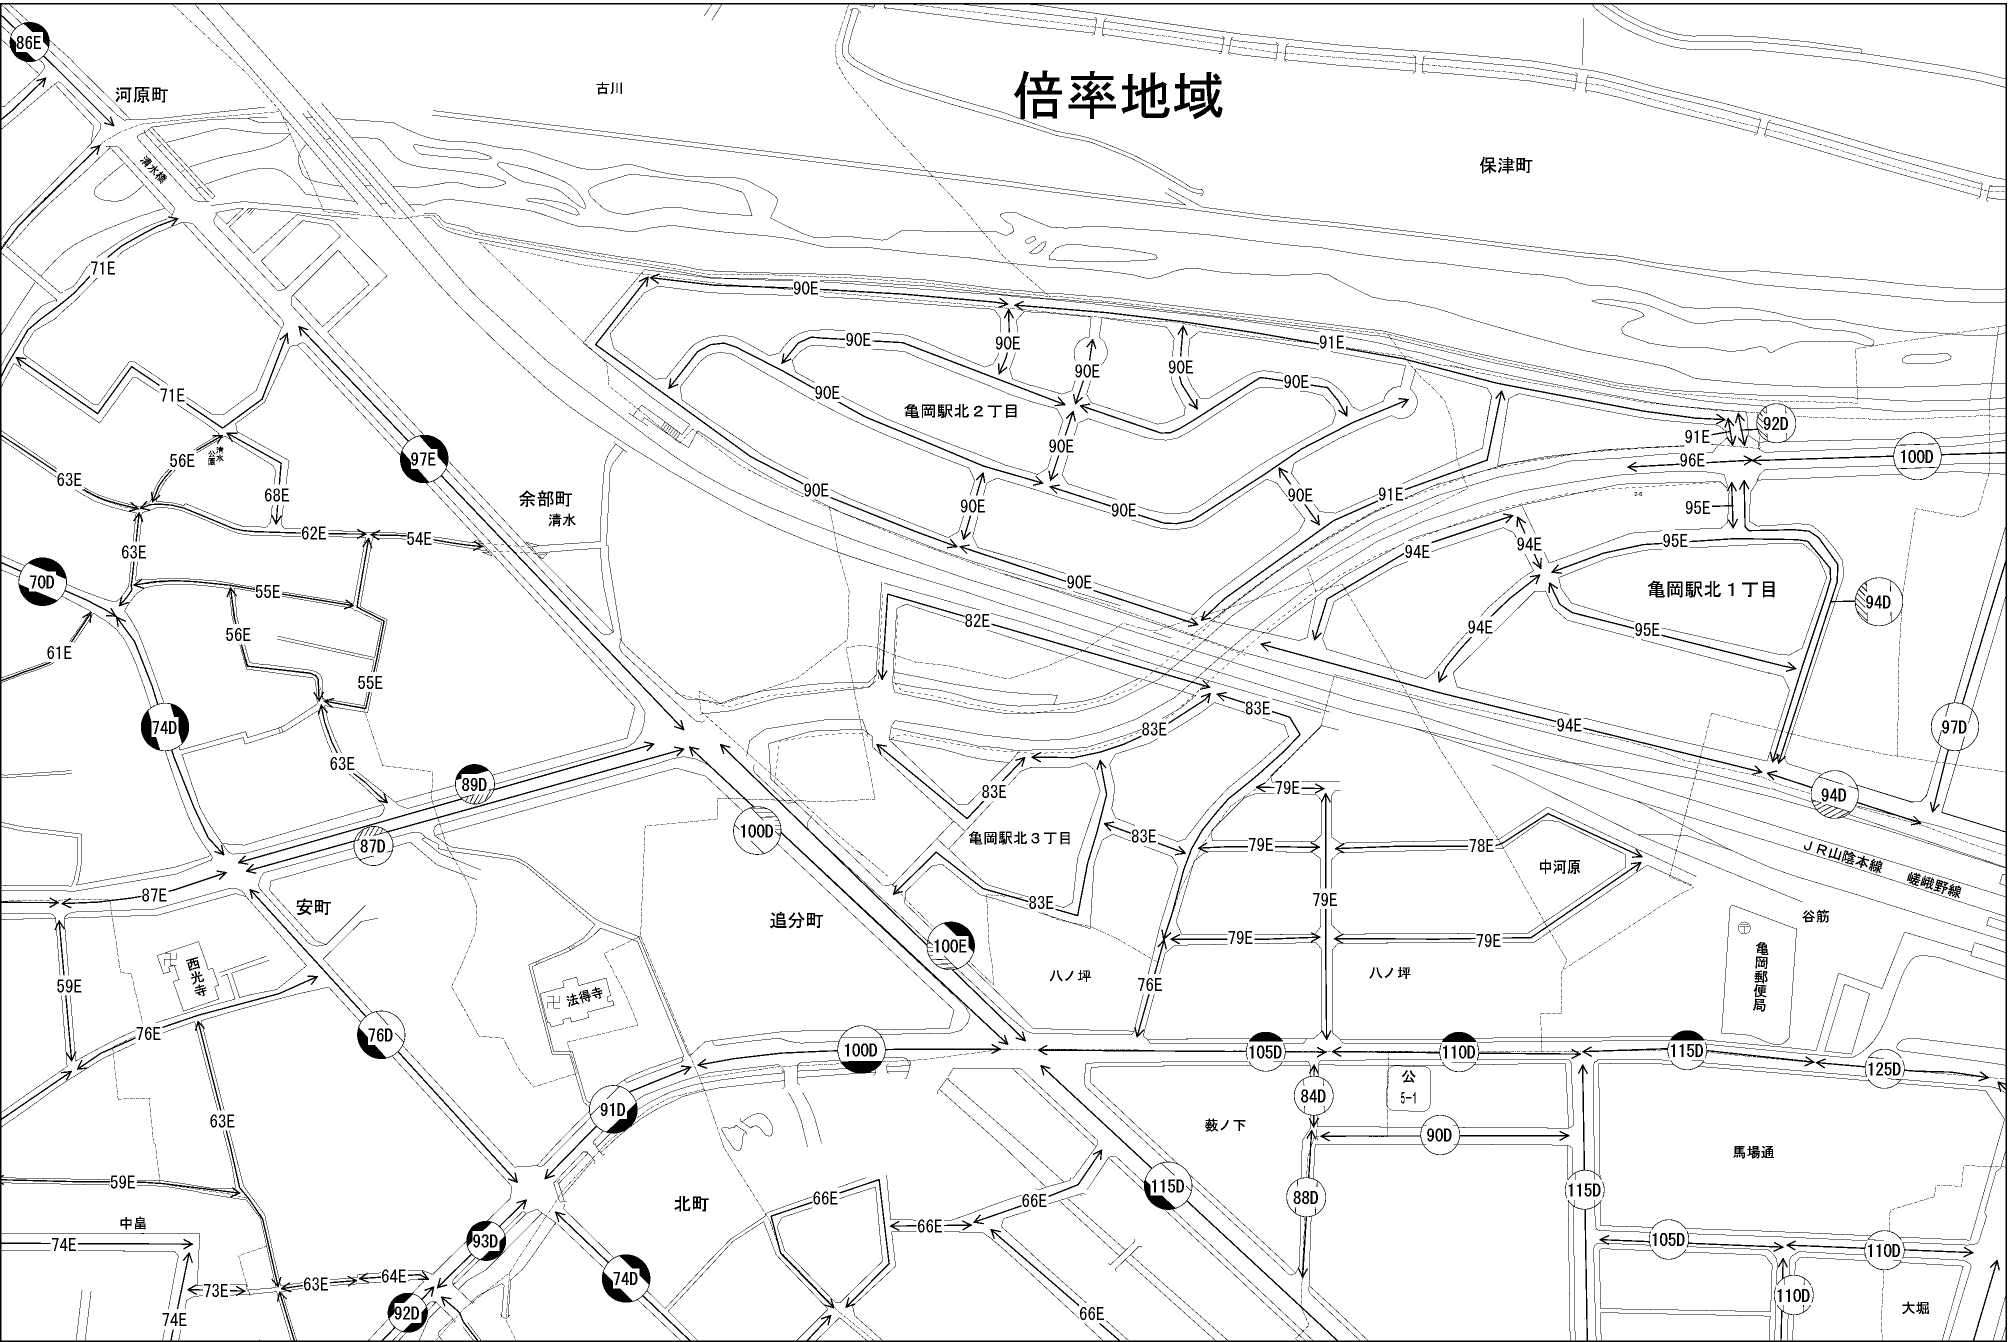 86E
河原町
古川
倍率地域
保津町
清水橋
71E
90E
91E
90E
90E
90E
90E
90E
90E
71E
亀岡駅北２丁目
92D
91E
100D
96E
97E
56E
清水
公園
63E
68E
90E
90E
90E
90E
91E
90E
余部町
清水
2-6
95E
62E
54E
63E
94E
94E
95E
90E
70D
55E
亀岡駅北１丁目
94D
56E
82E
94E
95E
61E
55E
83E
74D
83E
94E
97D
63E
89D
83E
79E
94D
100D
83E
亀岡駅北３丁目
87D
79E
78E
ＪＲ山陰本線　嵯峨野線
中河原
87E
安町
追分町
83E
79E
谷筋
〒
亀岡郵便局
100E
79E
79E
卍
西光寺
八ノ坪
八ノ坪
59E
76E
卍
法得寺
76E
76D
100D
105D
110D
115D
125D
公
5-1
84D
91D
63E
薮ノ下
90D
馬場通
59E
115D
115D
88D
66E
66E
北町
中畠
66E
74E
93D
105D
110D
74D
63E
64E
73E
110D
92D
74E
66E
大堀